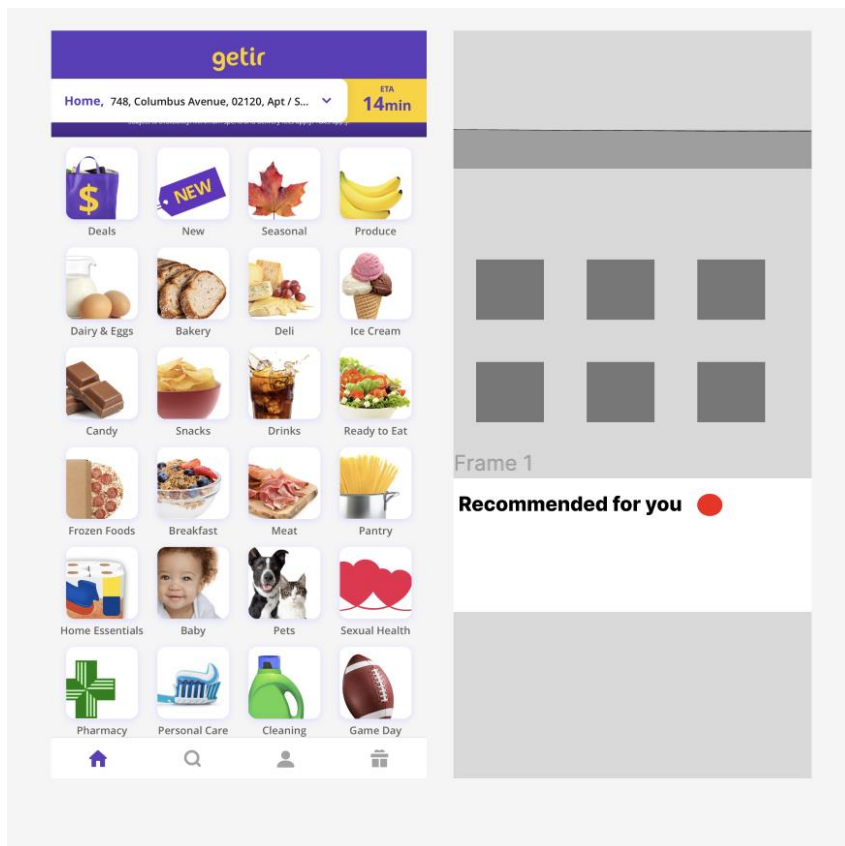 getir
Home, 748, Columbus Avenue, 02120, Apt / S...
ETA
14min
$
NEW
Deals New Seasonal Produce
Dairy & Eggs Bakery Deli Ice Cream
Candy Snacks Drinks Ready to Eat
Frozen Foods Breakfast Meat Pantry
Home Essentials Baby Pets Sexual Health
Pharmacy Personal Care Cleaning Game Day
Frame 1
Recommended for you